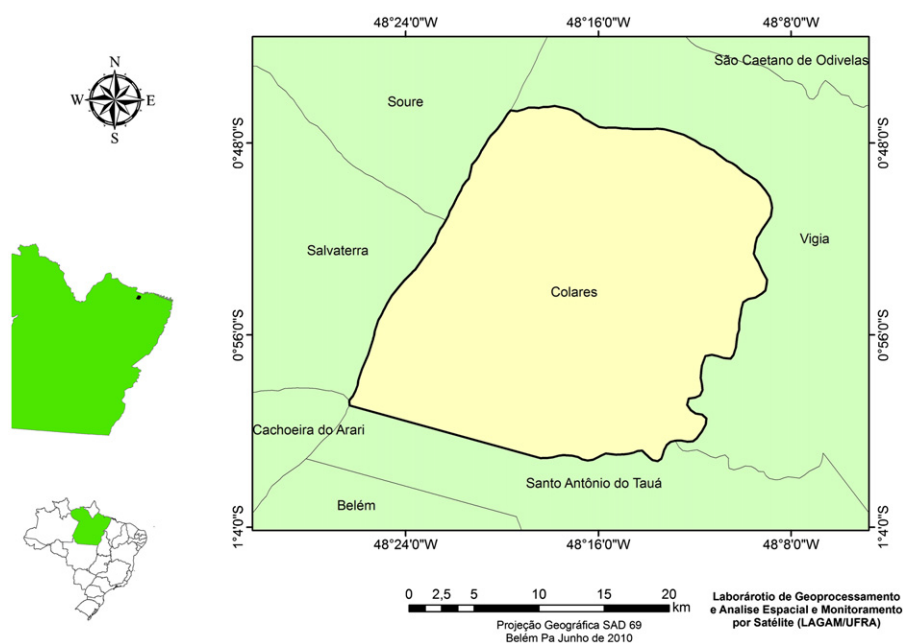 48°24'0"W
48°16'0"W
48°8'0"W
N
W
E
S
São Caetano de Odivelas
Soure
0°48'0"S
0°48'0"S
Salvaterra
Vigia
Colares
0°56'0"S
0°56'0"S
Cachoeira do Arari
Santo Antônio do Tauá
Belém
1°4'0"S
1°4'0"S
48°24'0"W
48°16'0"W
48°8'0"W
0 2,5 5 10 15 20
km
Projeção Geográfica SAD 69
Belém Pa Junho de 2010
Laborárotio de Geoprocessamento
e Analise Espacial e Monitoramento
por Satélite (LAGAM/UFRA)